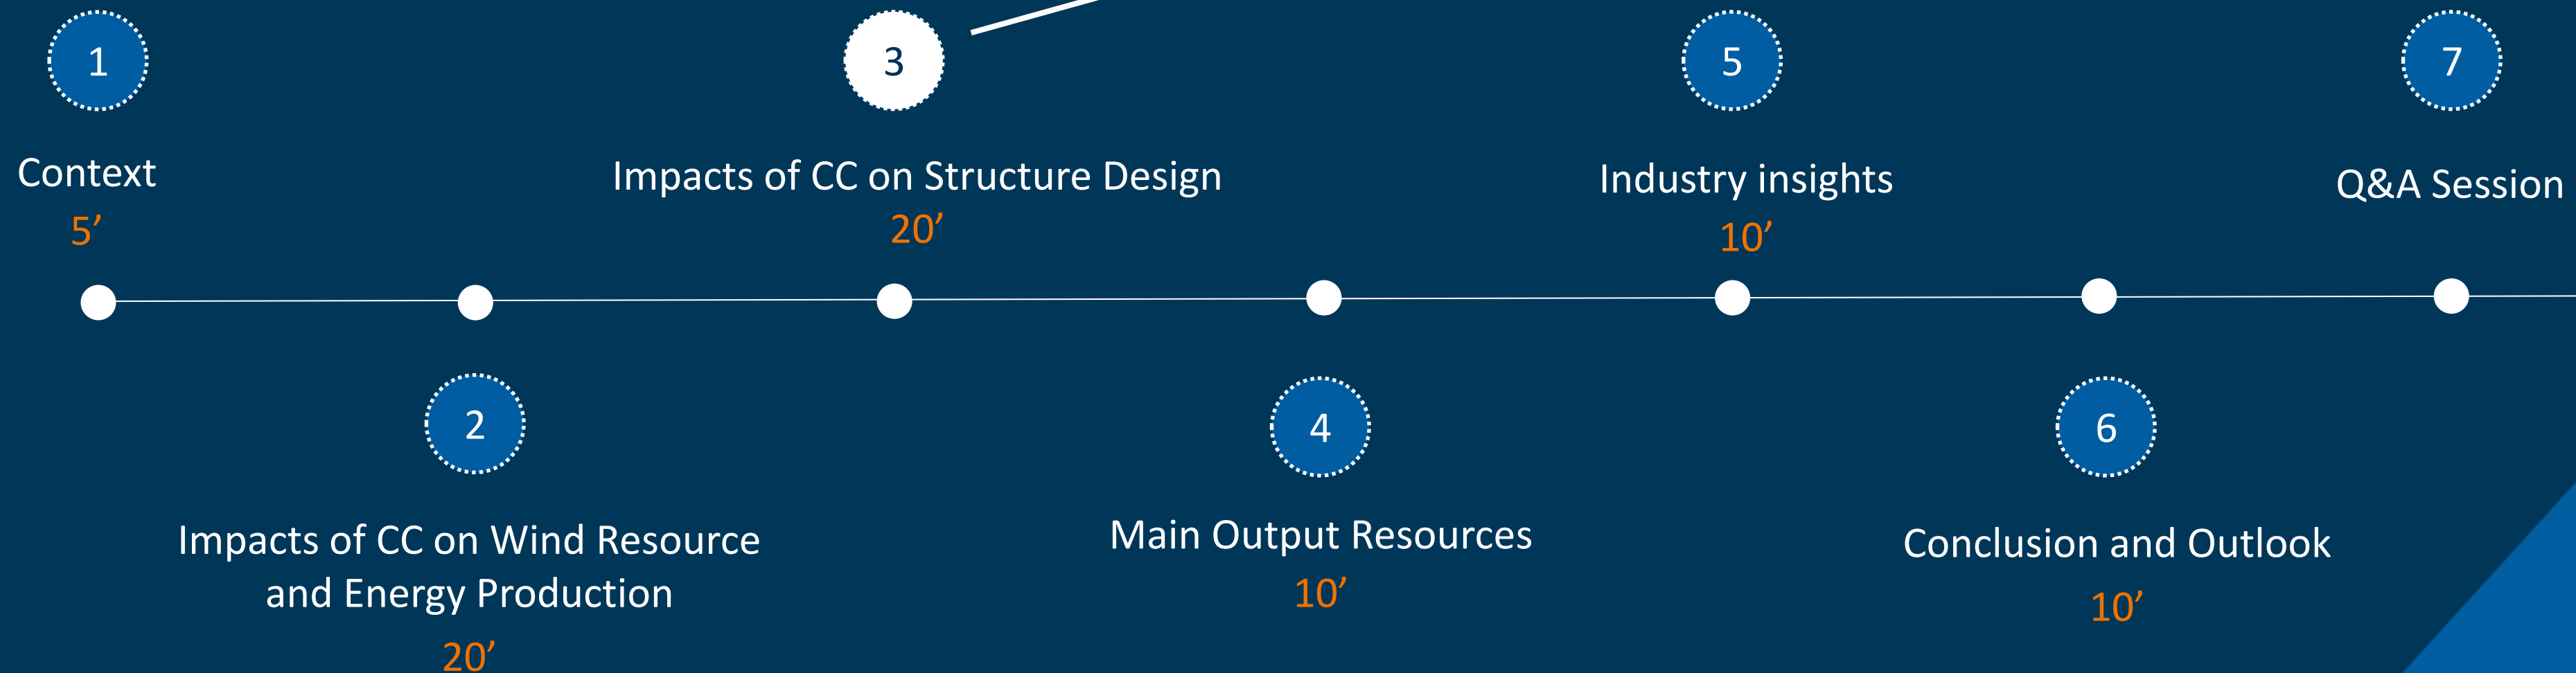 1
Context
5’
2
Impacts of CC on Wind Resource
and Energy Production
20’
3
Impacts of CC on Structure Design
20’
4
Main Output Resources
10’
5
Industry insights
10’
6
Conclusion and Outlook
10’
7
Q&A Session